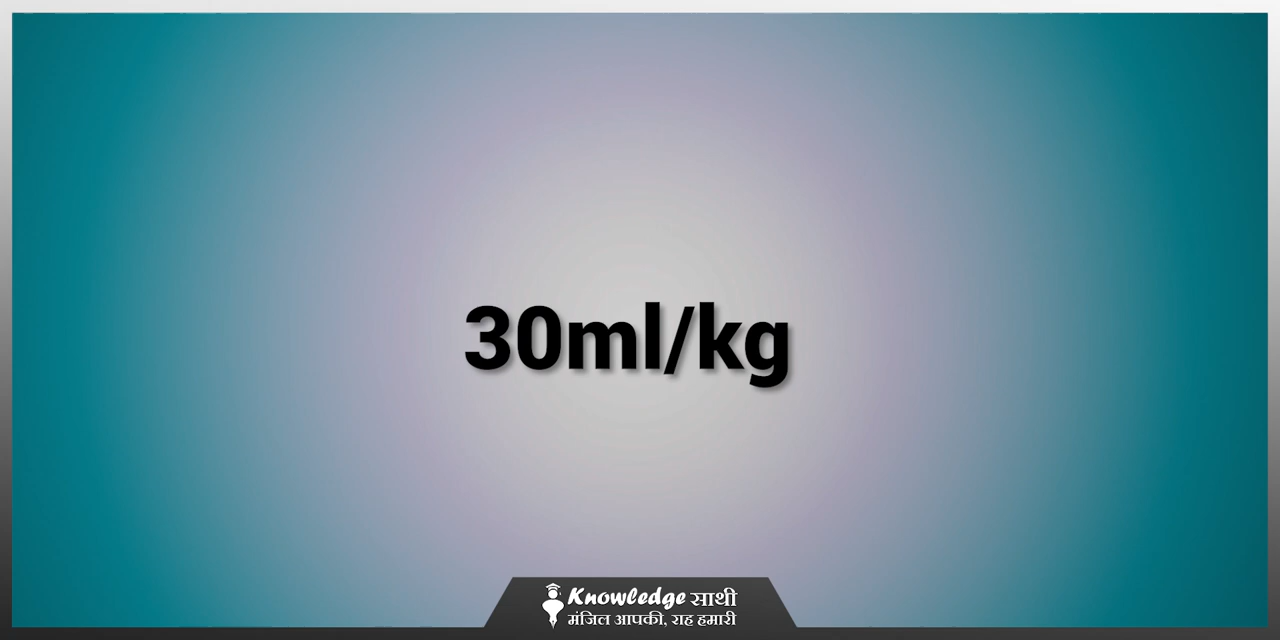 30ml/kg
Knowledge साथी
मंजिल आपकी, राह हमारी